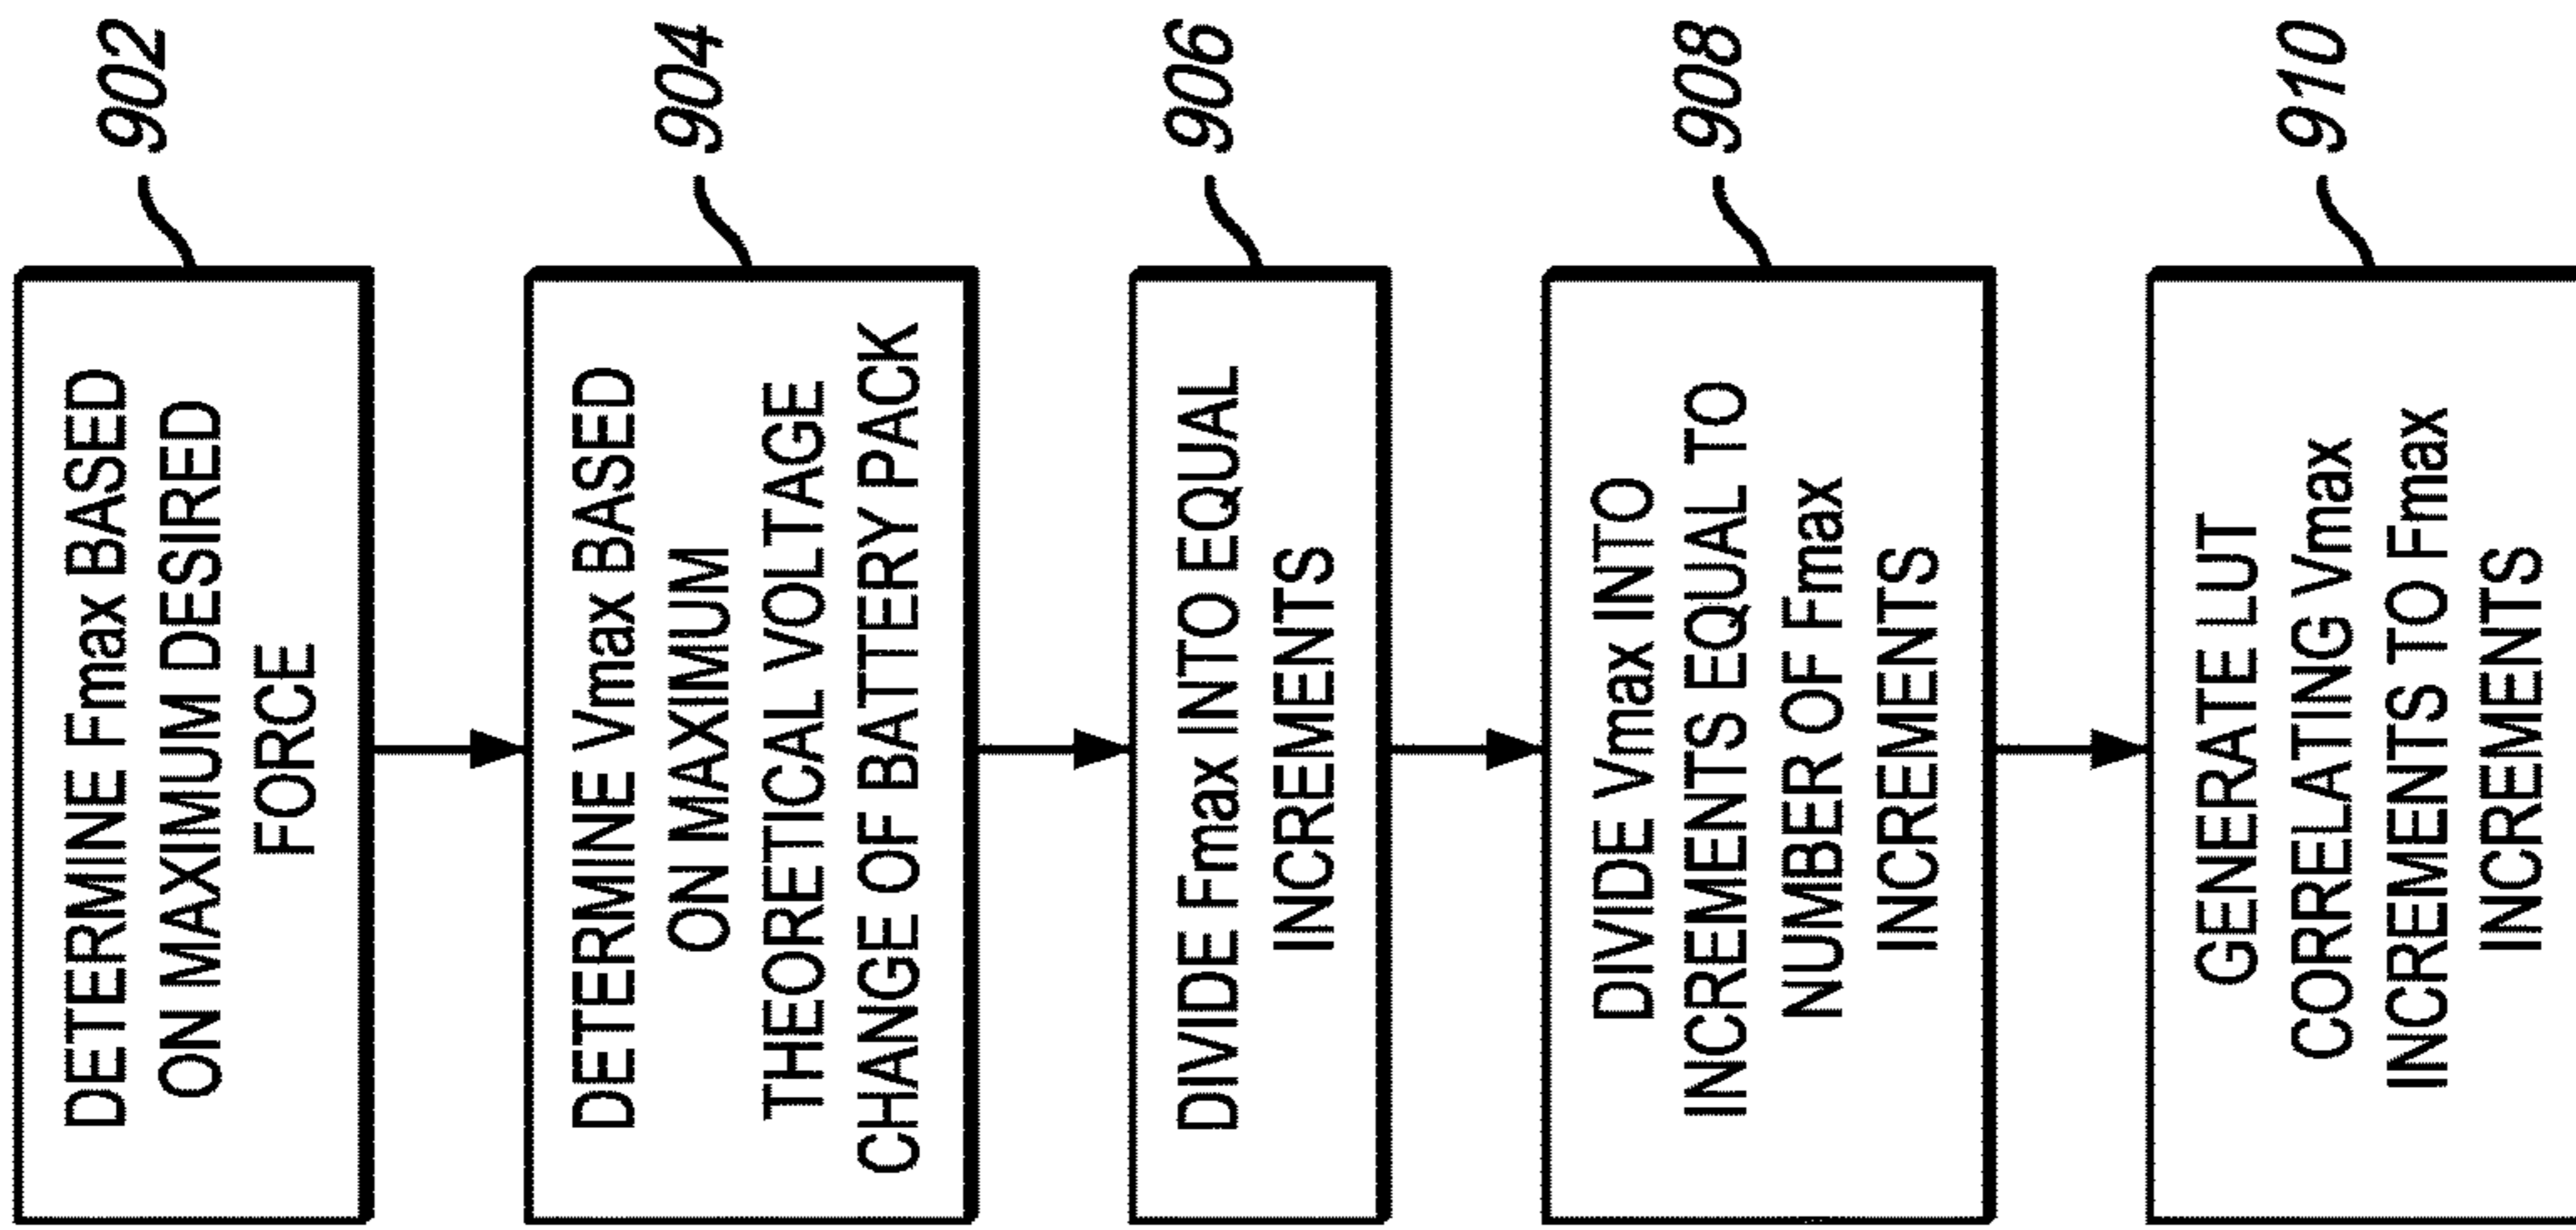 DETERMINE Fmax BASED
ON MAXIMUM DESIRED
FORCE
902
DETERMINE Vmax BASED
ON MAXIMUM
THEORETICAL VOLTAGE
CHANGE OF BATTERY PACK
904
DIVIDE Fmax INTO EQUAL
INCREMENTS
906
DIVIDE Vmax INTO
INCREMENTS EQUAL TO
NUMBER OF Fmax
INCREMENTS
908
GENERATE LUT
CORRELATING Vmax
INCREMENTS TO Fmax
INCREMENTS
910